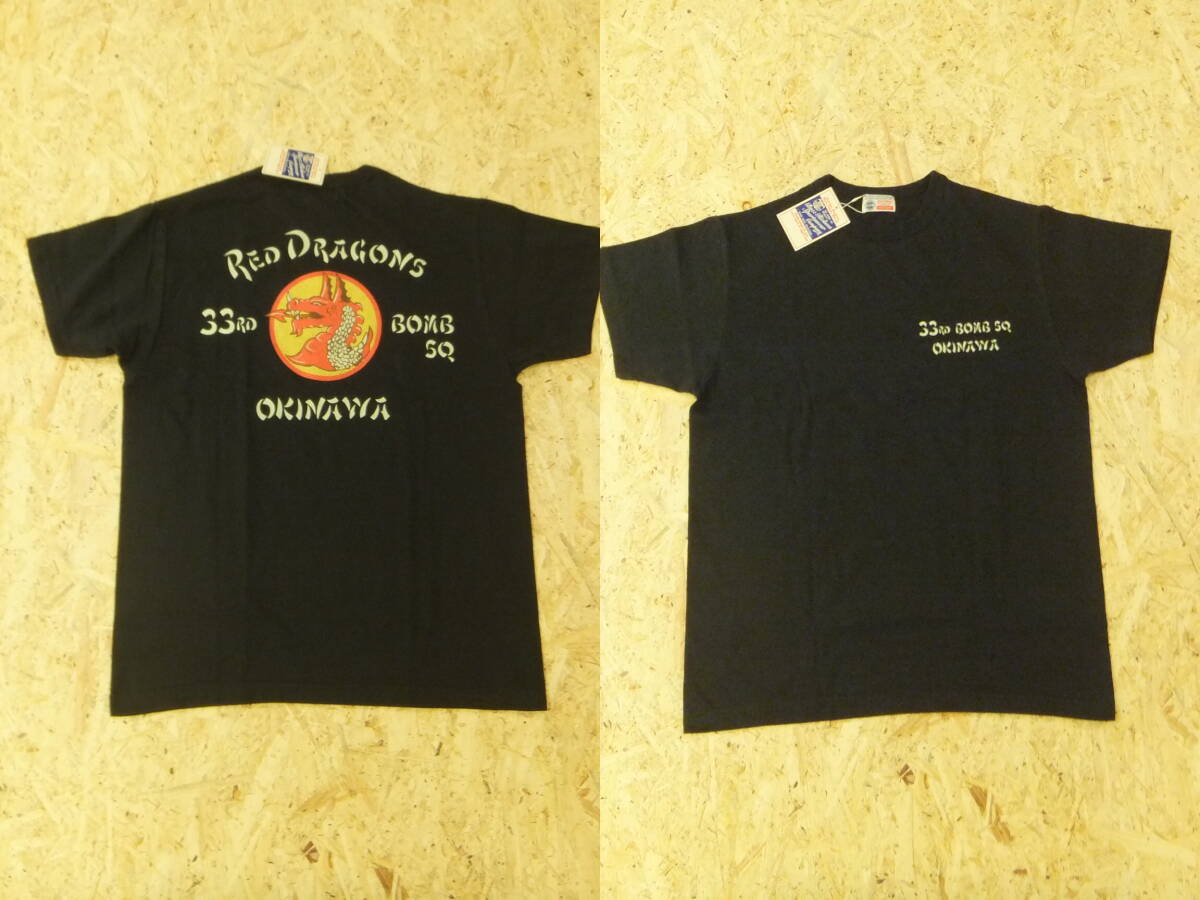 RED DRAGONS
33RD BOMB
SQ
OKINAWA
33RD BOMB SQ.
OKINAWA